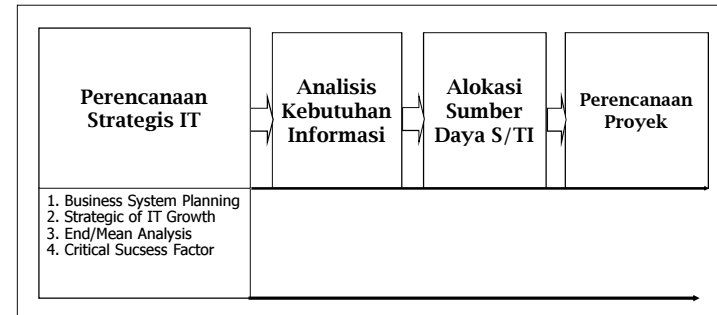 Perencanaan
Strategis IT
Analisis
Kebutuhan
Informasi
Alokasi
Sumber
Daya S/TI
Perencanaan
Proyek
1. Business System Planning
2. Strategic of IT Growth
3. End/Mean Analysis
4. Critical Sucsess Factor